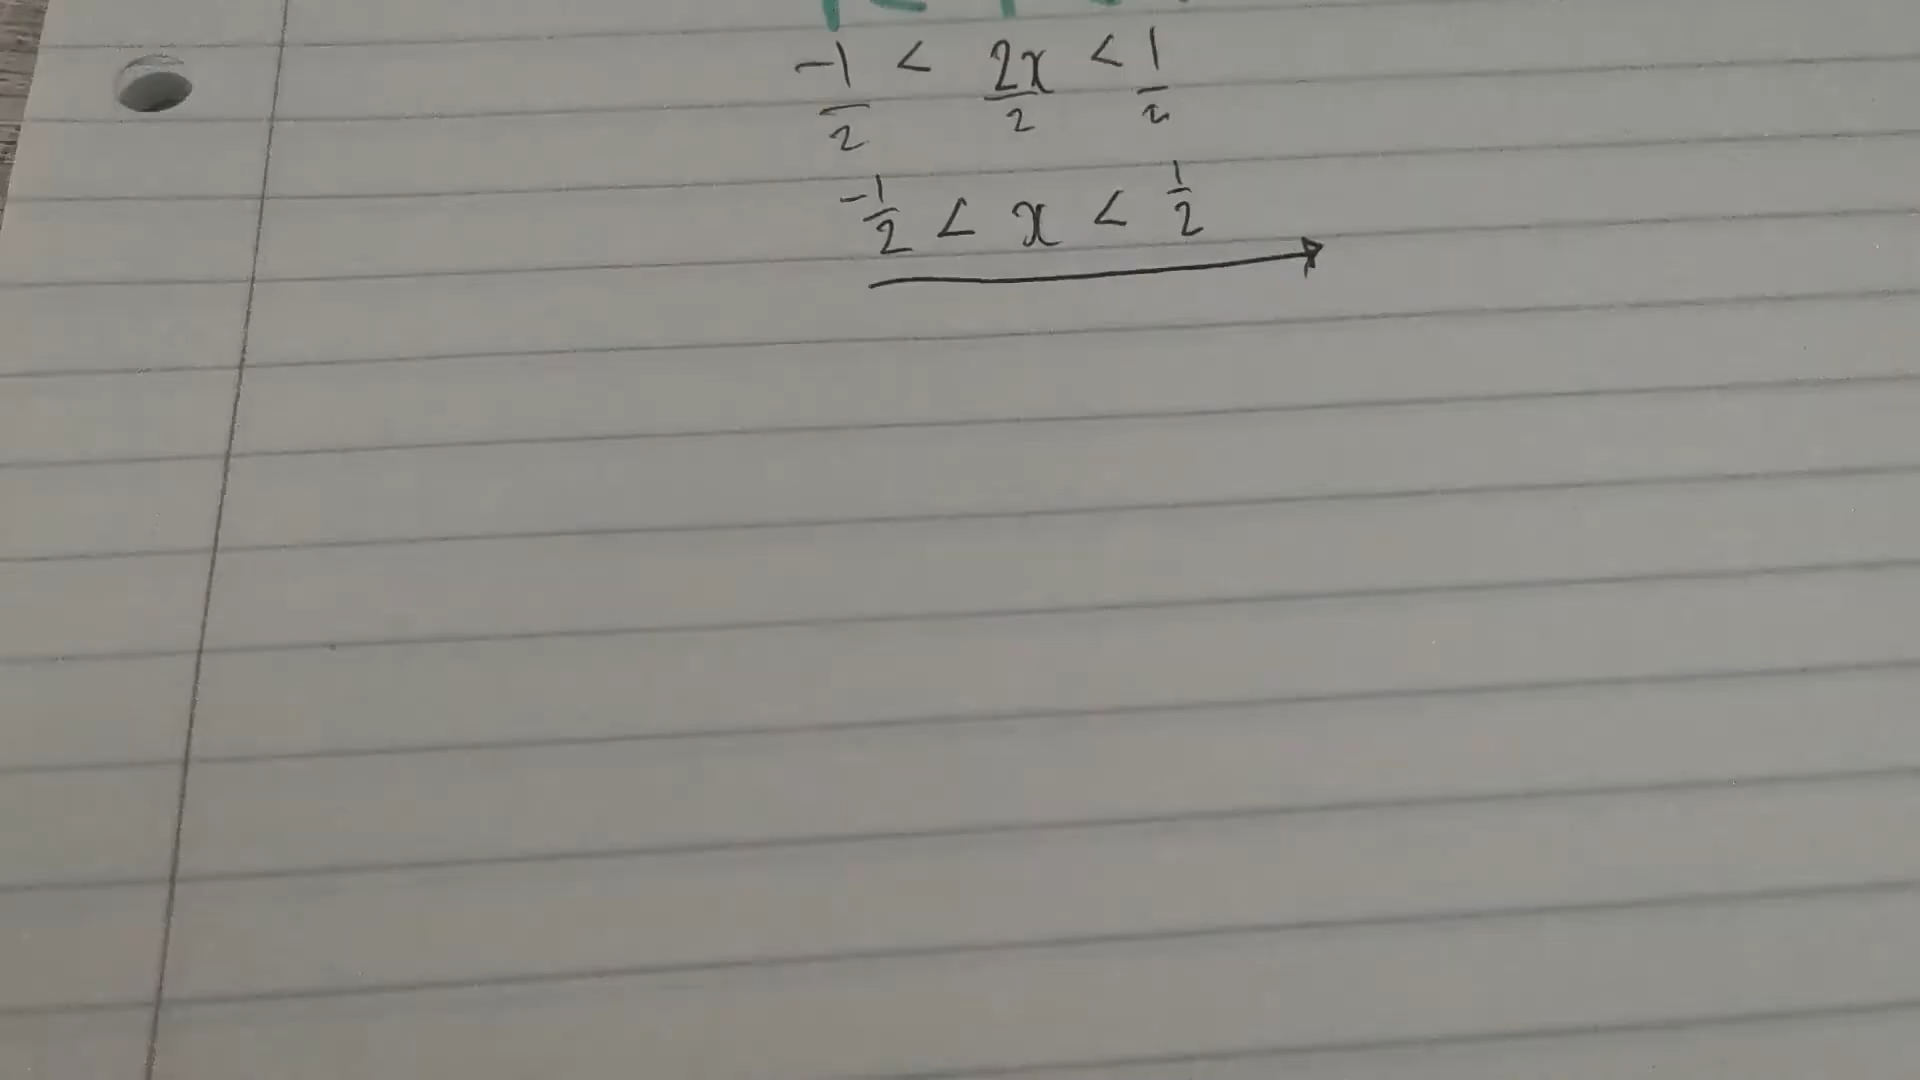 -1/2 < 2x/2 < 1/2
-1/2 < x < 1/2